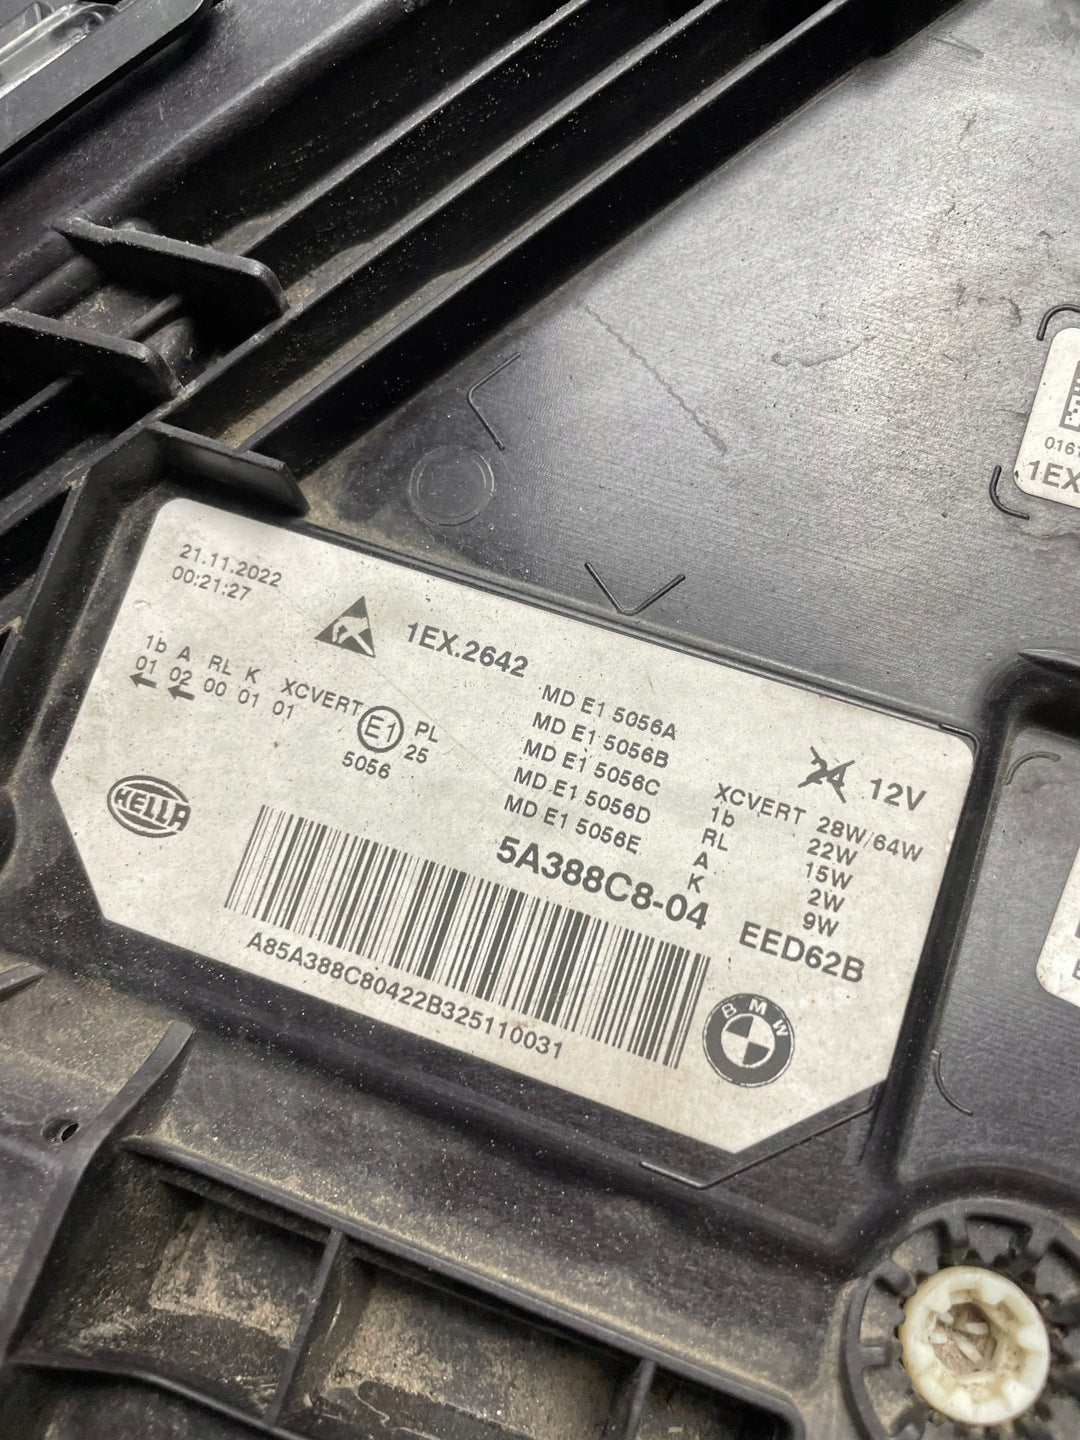 21.11.2022
00:21:27
1EX.2642
1b A RL K XCVERT
01 02 00 01 01
E1 PL
25
5056
MD E1 5056A
MD E1 5056B
MD E1 5056C
MD E1 5056D
MD E1 5056E
24 12V
XCVERT 28W/64W
1b 22W
RL 15W
A 2W
K 9W
HELLA
5A388C8-04
EED62B
A85A388C80422B325110031
BMW
1EX